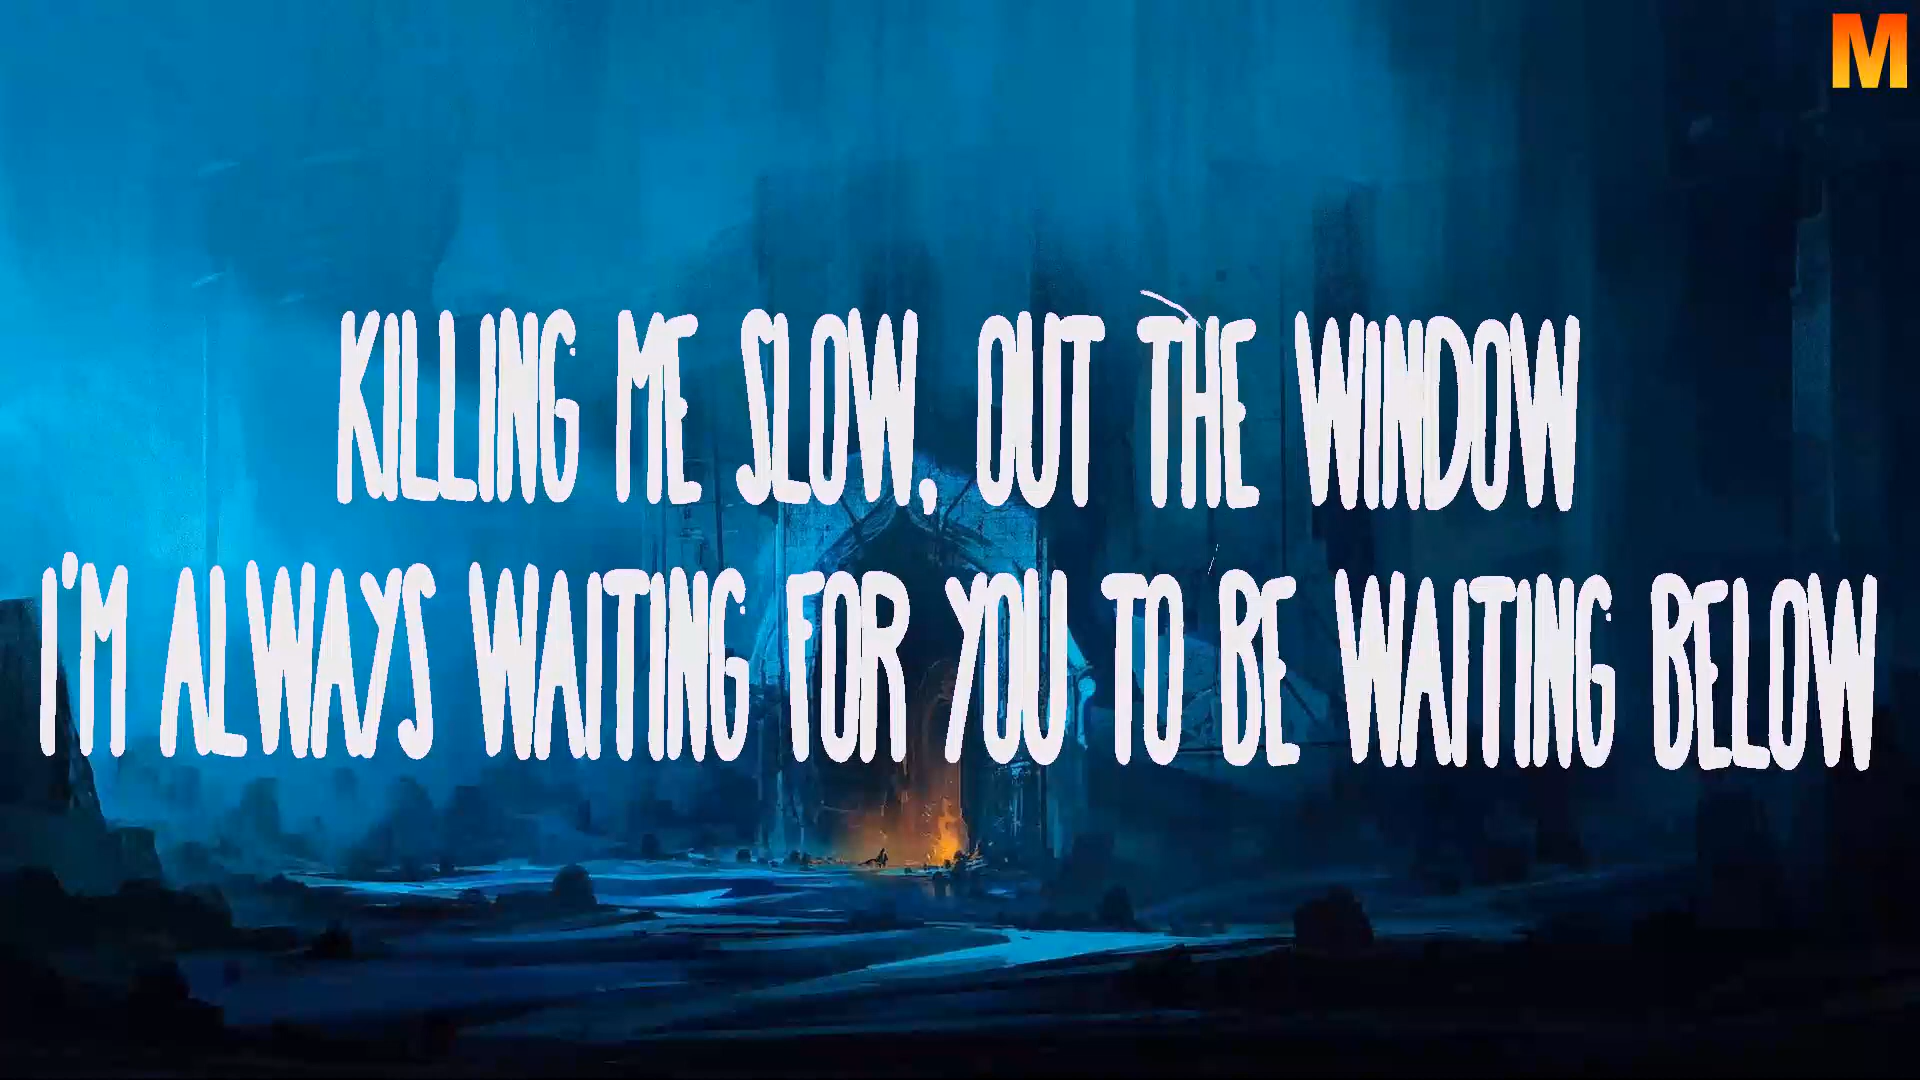 M
KILLING ME SLOW, OUT THE WINDOW
I'M ALWAYS WAITING FOR YOU TO BE WAITING BELOW